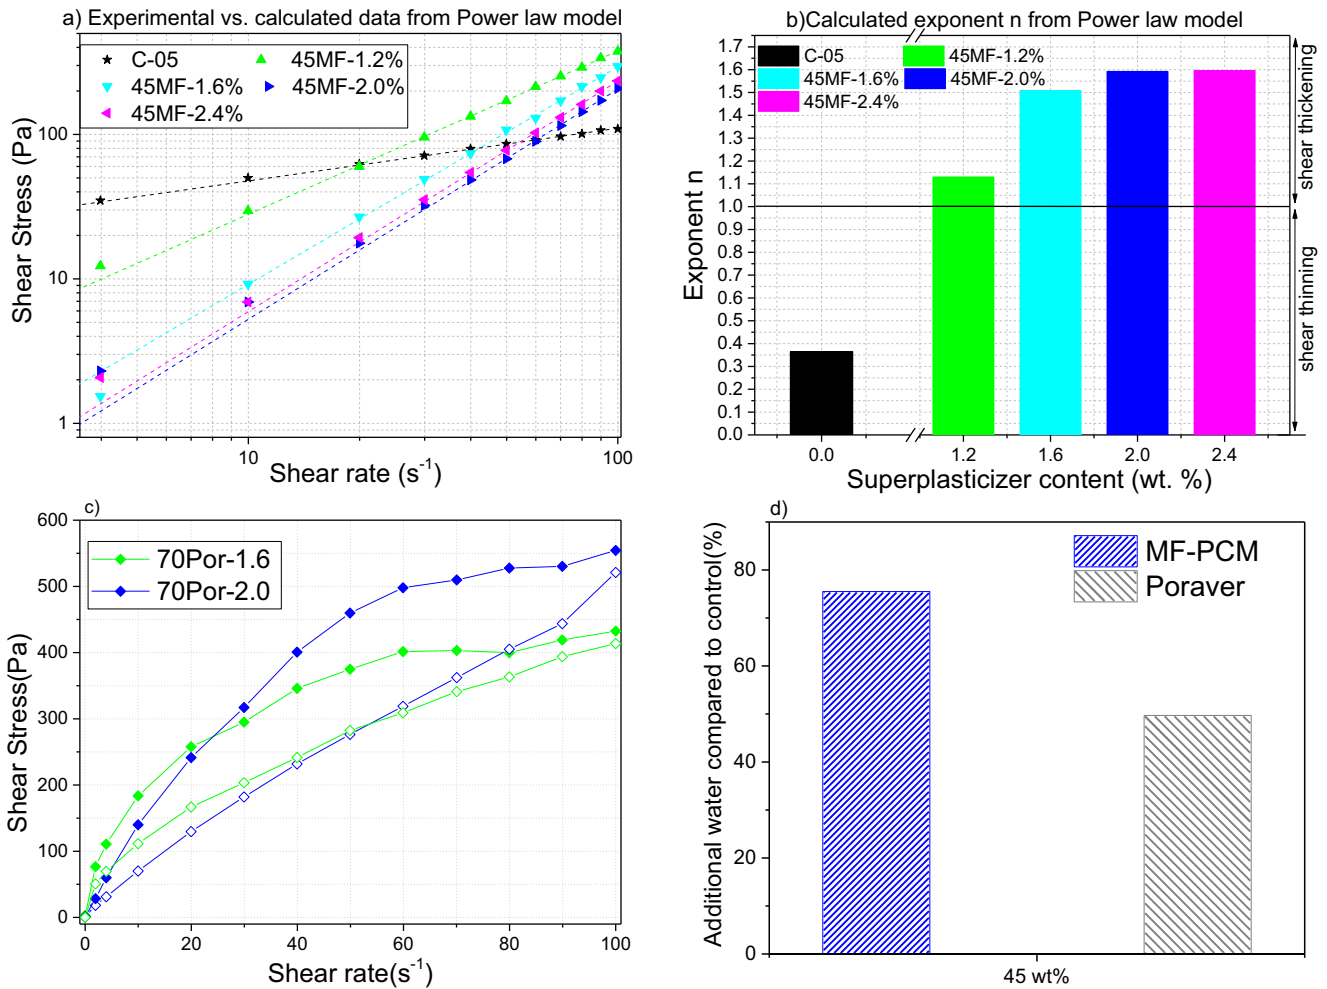 a) Experimental vs. calculated data from Power law model
C-05
45MF-1.2%
45MF-1.6%
45MF-2.0%
45MF-2.4%
100
10
1
Shear Stress (Pa)
10
100
Shear rate (s-1)
b)Calculated exponent n from Power law model
1.7
1.6
1.5
1.4
1.3
1.2
1.1
1.0
0.9
0.8
0.7
0.6
0.5
0.4
0.3
0.2
0.1
0.0
Exponent n
C-05
45MF-1.2%
45MF-1.6%
45MF-2.0%
45MF-2.4%
shear thickening
shear thinning
0.0
1.2
1.6
2.0
2.4
Superplasticizer content (wt. %)
c)
600
500
400
300
200
100
0
Shear Stress(Pa)
70Por-1.6
70Por-2.0
0
20
40
60
80
100
Shear rate(s-1)
d)
80
60
40
20
0
Additional water compared to control(%)
MF-PCM
Poraver
45 wt%